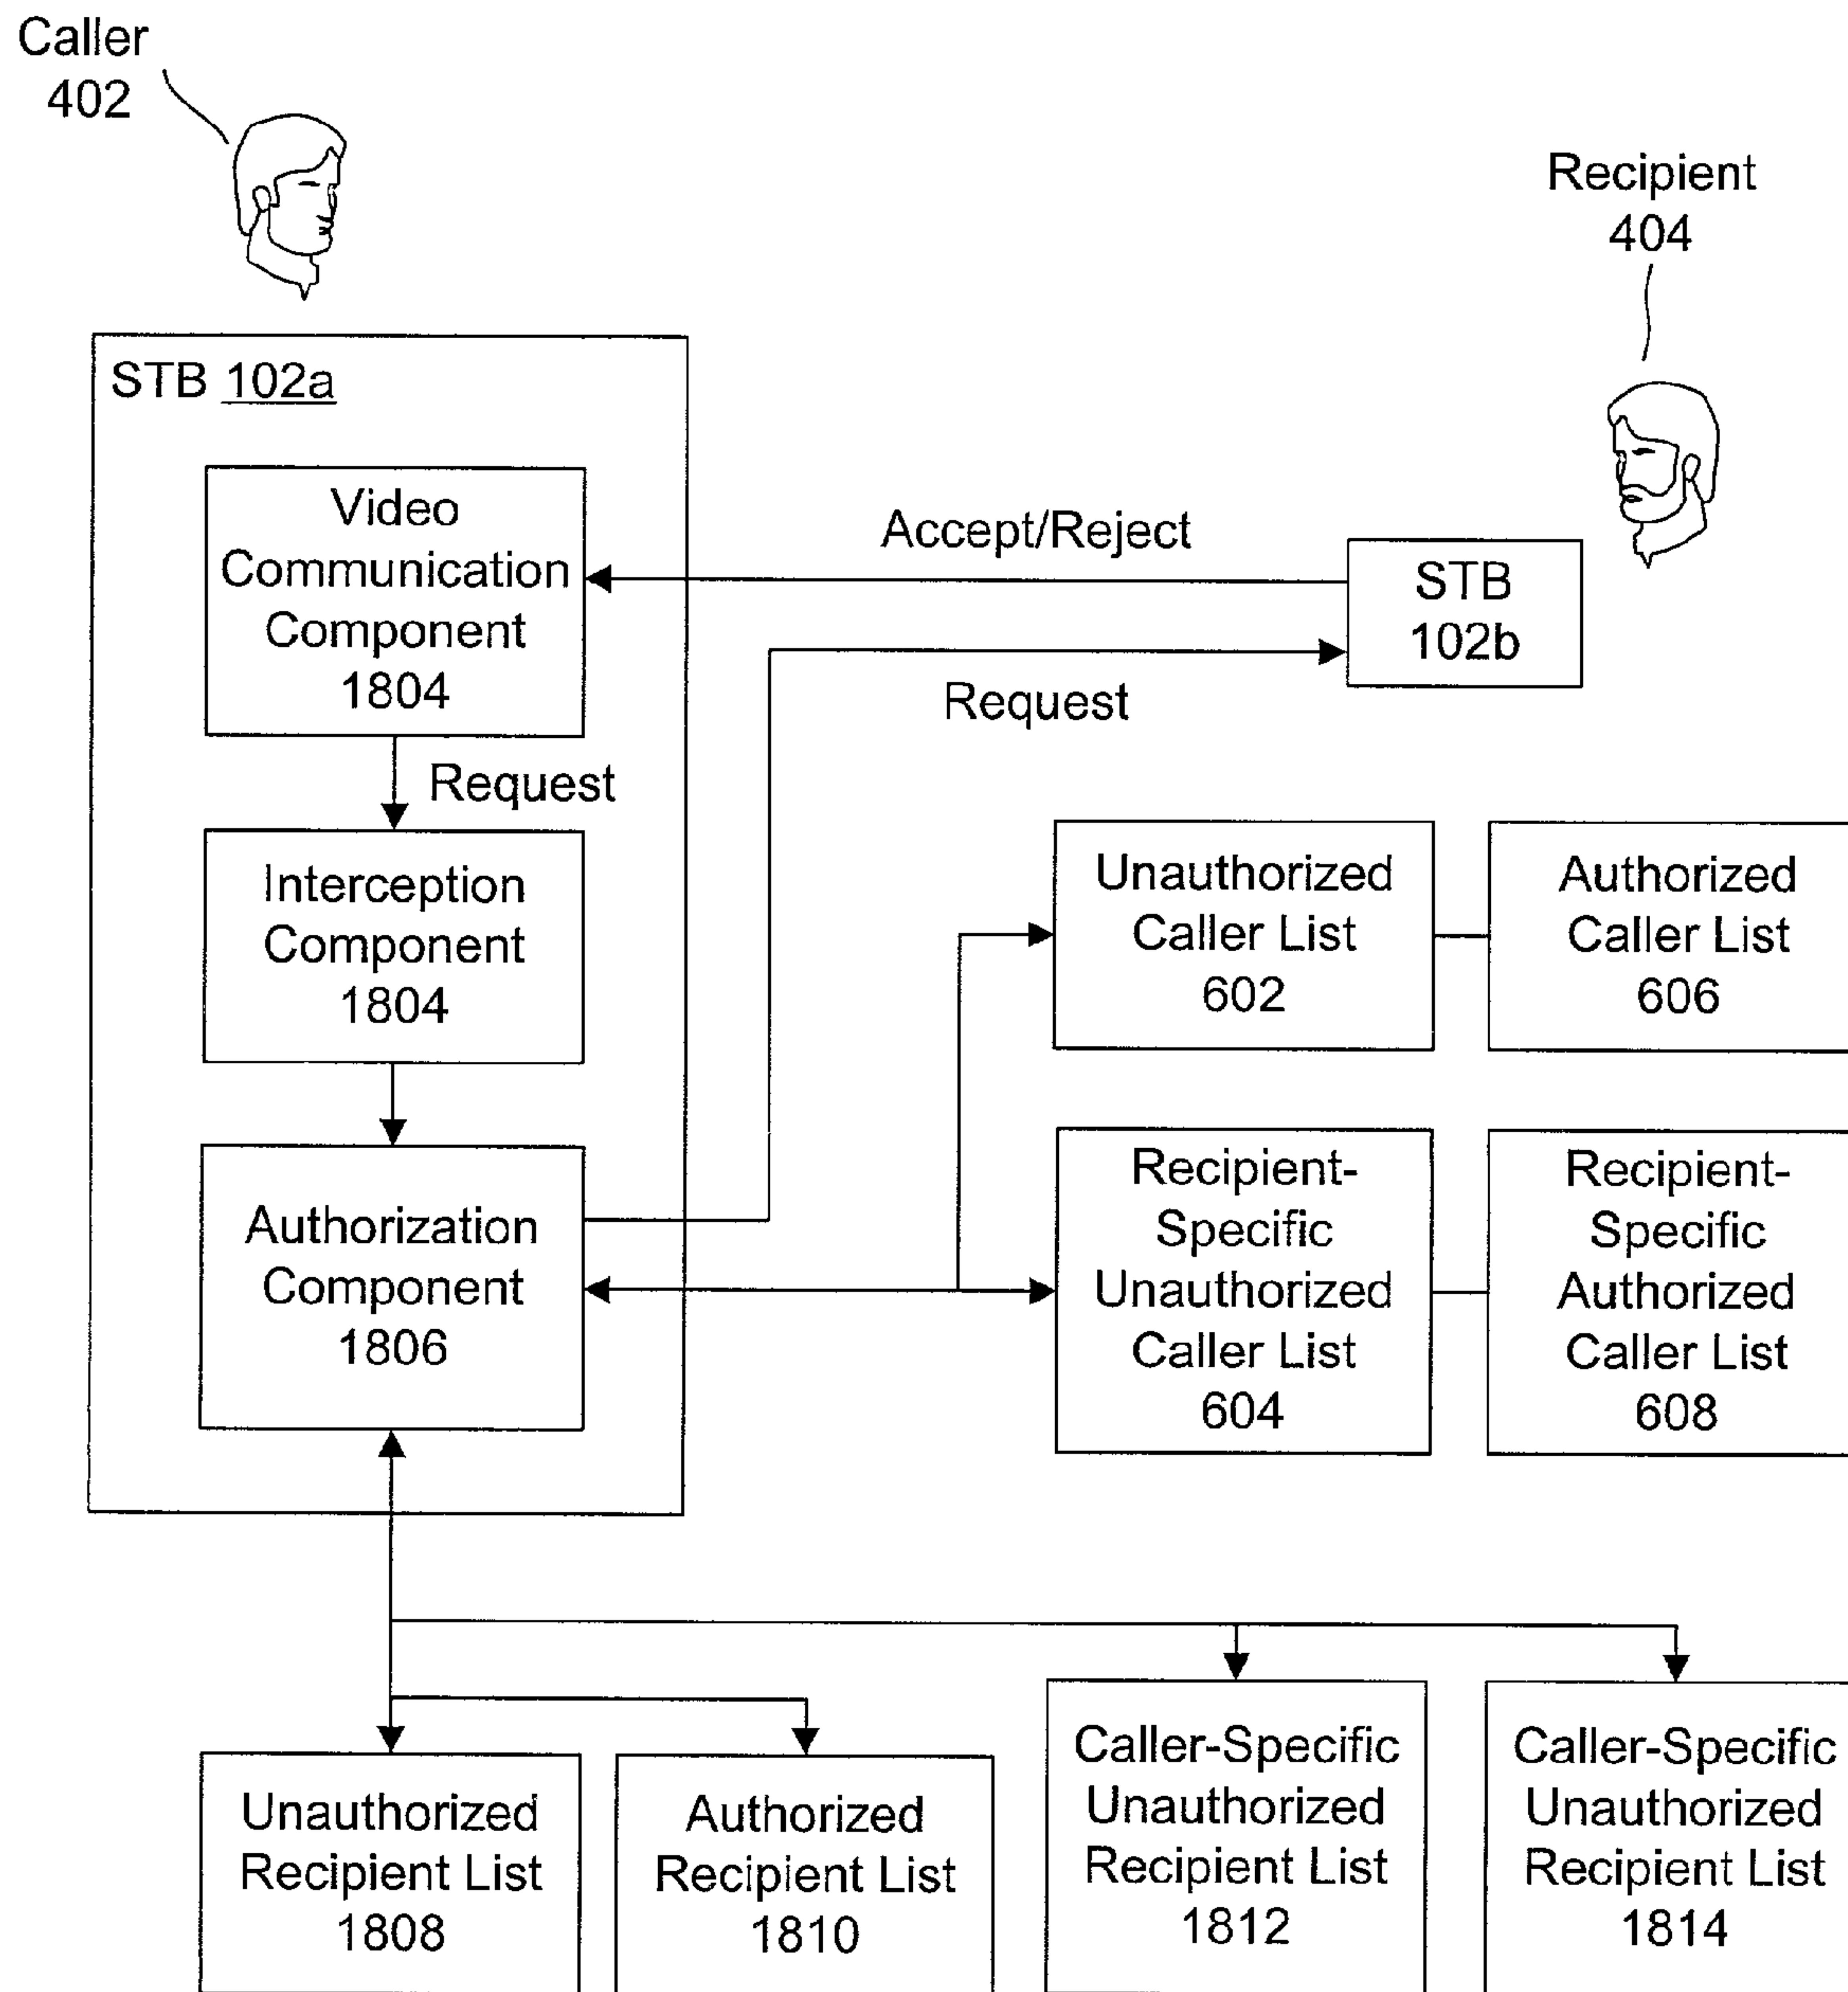 Caller
402
Recipient
404
STB 102a
Video
Communication
Component
1804
Accept/Reject
STB
102b
Request
Request
Interception
Component
1804
Unauthorized
Caller List
602
Authorized
Caller List
606
Authorization
Component
1806
Recipient-
Specific
Unauthorized
Caller List
604
Recipient-
Specific
Authorized
Caller List
608
Unauthorized
Recipient List
1808
Authorized
Recipient List
1810
Caller-Specific
Unauthorized
Recipient List
1812
Caller-Specific
Unauthorized
Recipient List
1814